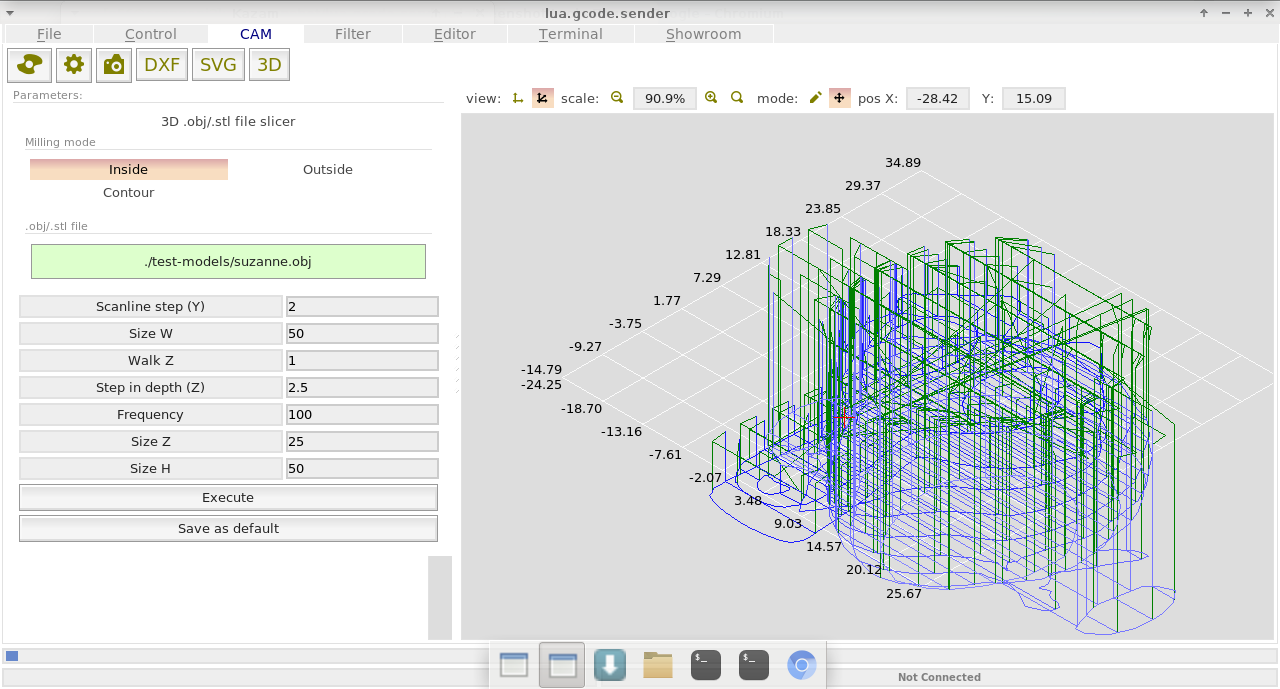 lua.gcode.sender
File Control CAM Filter Editor Terminal Showroom
DXF SVG 3D
Parameters:
3D .obj/.stl file slicer
Milling mode
Inside Outside
Contour
.obj/.stl file
./test-models/suzanne.obj
Scanline step (Y) 2
Size W 50
Walk Z 1
Step in depth (Z) 2.5
Frequency 100
Size Z 25
Size H 50
Execute
Save as default
view: scale: 90.9% mode: pos X: -28.42 Y: 15.09
34.89
29.37
23.85
18.33
12.81
7.29
1.77
-3.75
-9.27
-14.79
-24.25
-18.70
-13.16
-7.61
-2.07
3.48
9.03
14.57
20.12
25.67
$_ $_
Not Connected